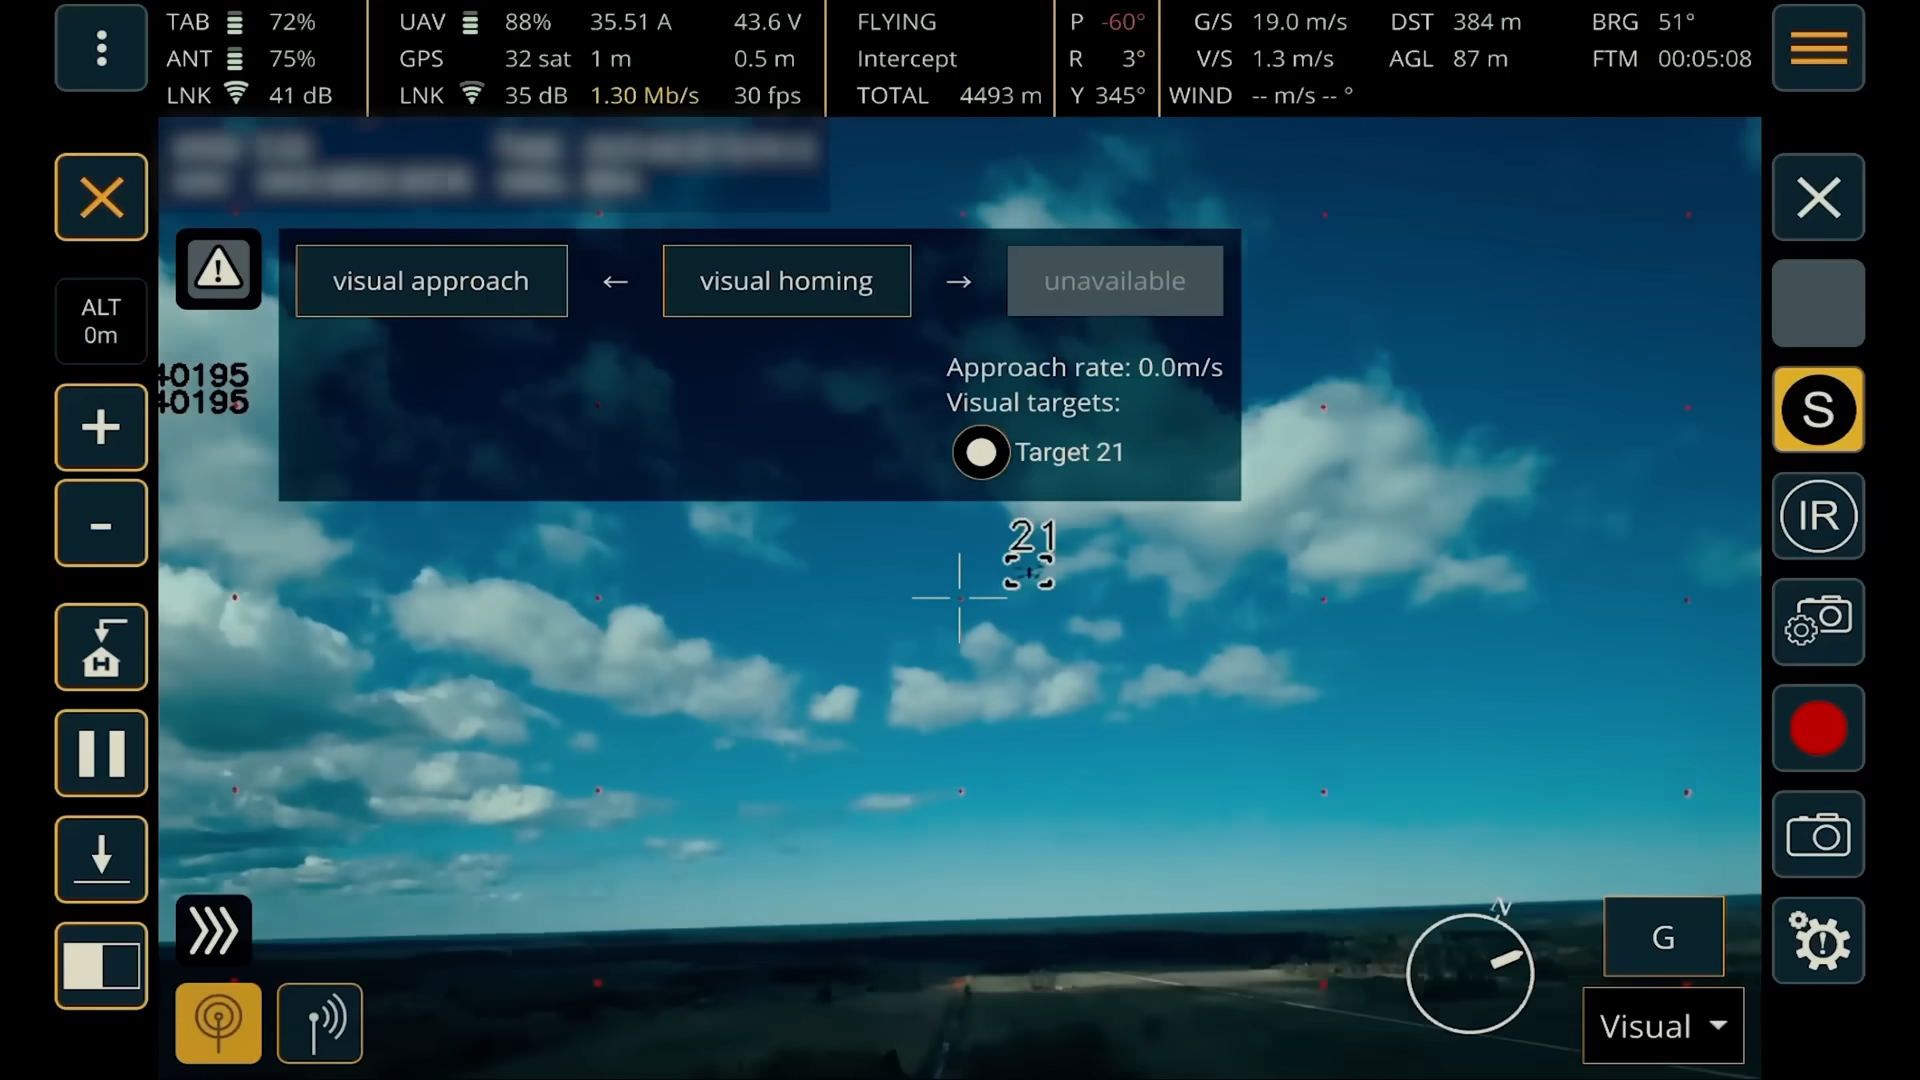 TAB 72%
ANT 75%
LNK 41 dB
UAV 88% 35.51 A 43.6 V
GPS 32 sat 1 m 0.5 m
LNK 35 dB 1.30 Mb/s 30 fps
FLYING
Intercept
TOTAL 4493 m
P -60°
R 3°
Y 345°
G/S 19.0 m/s DST 384 m BRG 51°
V/S 1.3 m/s AGL 87 m FTM 00:05:08
WIND -- m/s -- °
visual approach ← visual homing → unavailable
ALT
0m
40195
40195
Approach rate: 0.0m/s
Visual targets:
Target 21
21
+
-
H
S
IR
N
G
Visual